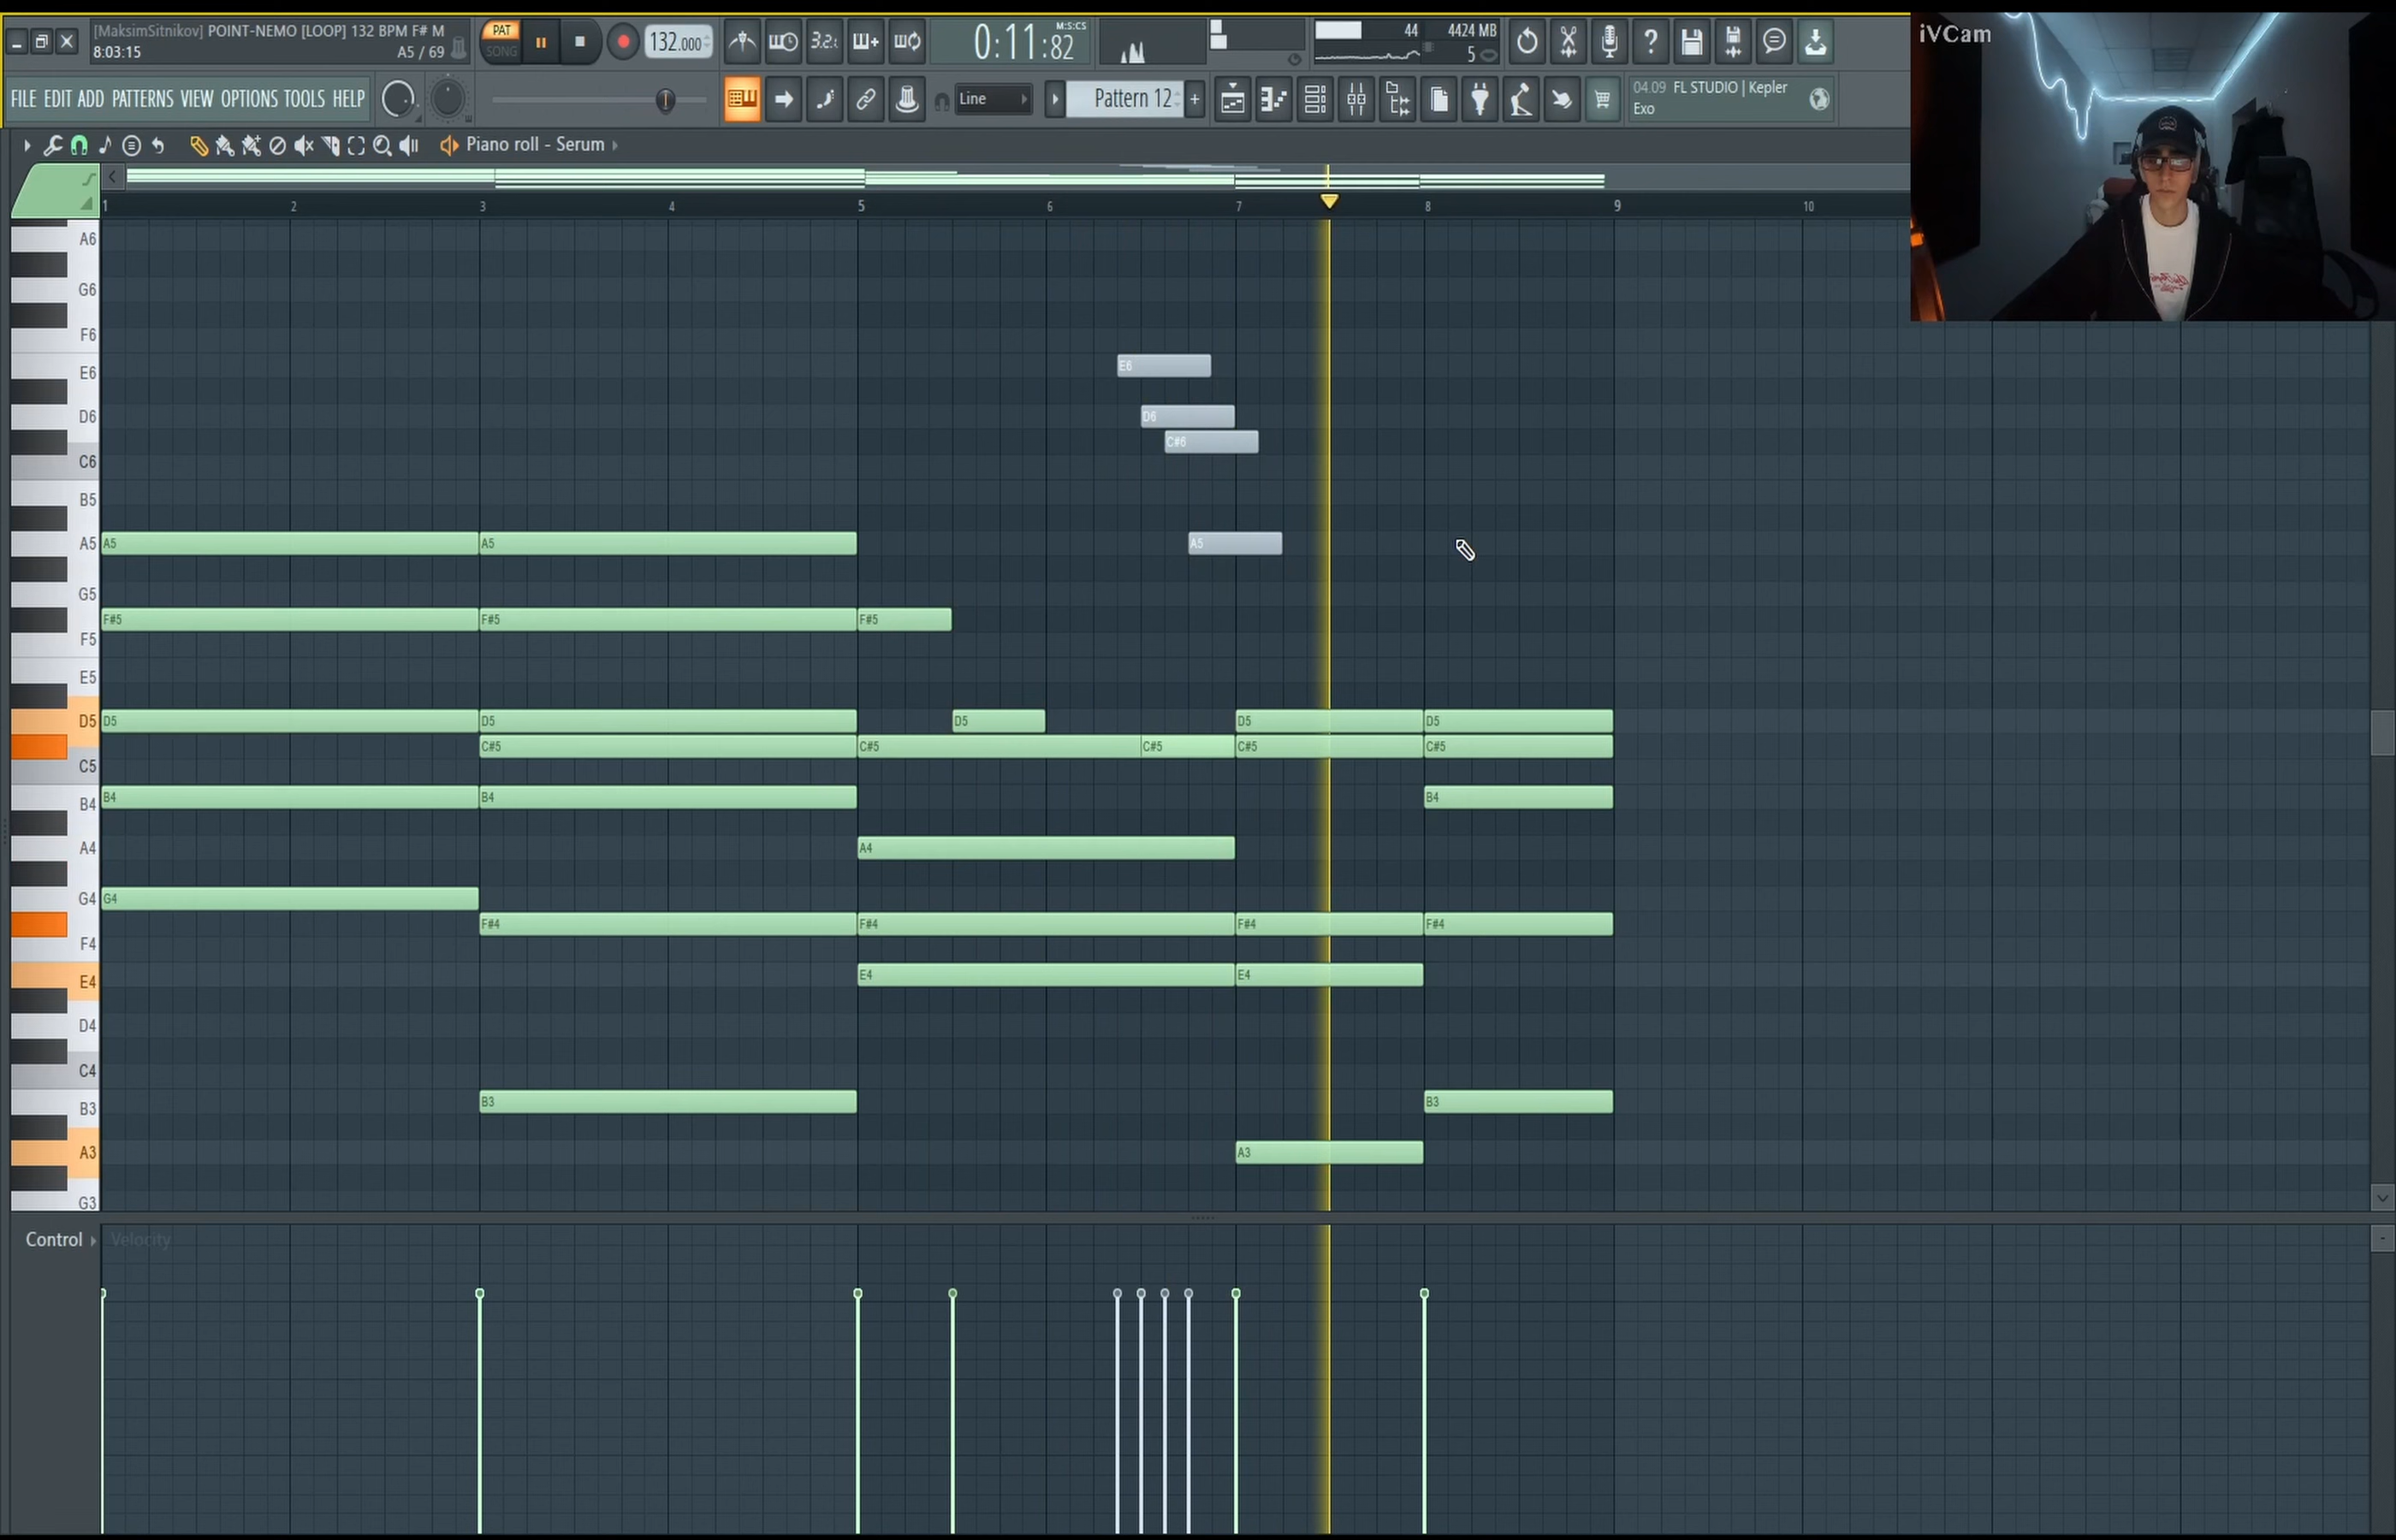 [MaksimSitnikov] POINT-NEMO [LOOP] 132 BPM F# M
8:03:15
A5 / 69
PAT
SONG
132.000
3.2.
M:S:CS
0:11:82
44
4424 MB
5
iVCam
FILE EDIT ADD PATTERNS VIEW OPTIONS TOOLS HELP
Line
Pattern 12
+
04.09 FL STUDIO | Kepler
Exo
Piano roll - Serum
1 2 3 4 5 6 7 8 9 10
A6
G6
F6
E6 E6
D6 D6
C#6
C6
B5
A5 A5 A5 A5
G5
F#5 F#5 F#5
F5
E5
D5 D5 D5 D5 D5 D5
C#5 C#5 C#5 C#5 C#5
C5
B4 B4 B4 B4
A4 A4
G4 G4
F#4 F#4 F#4 F#4
F4
E4 E4 E4
D4
C4
B3 B3 B3
A3 A3
G3
Control Velocity